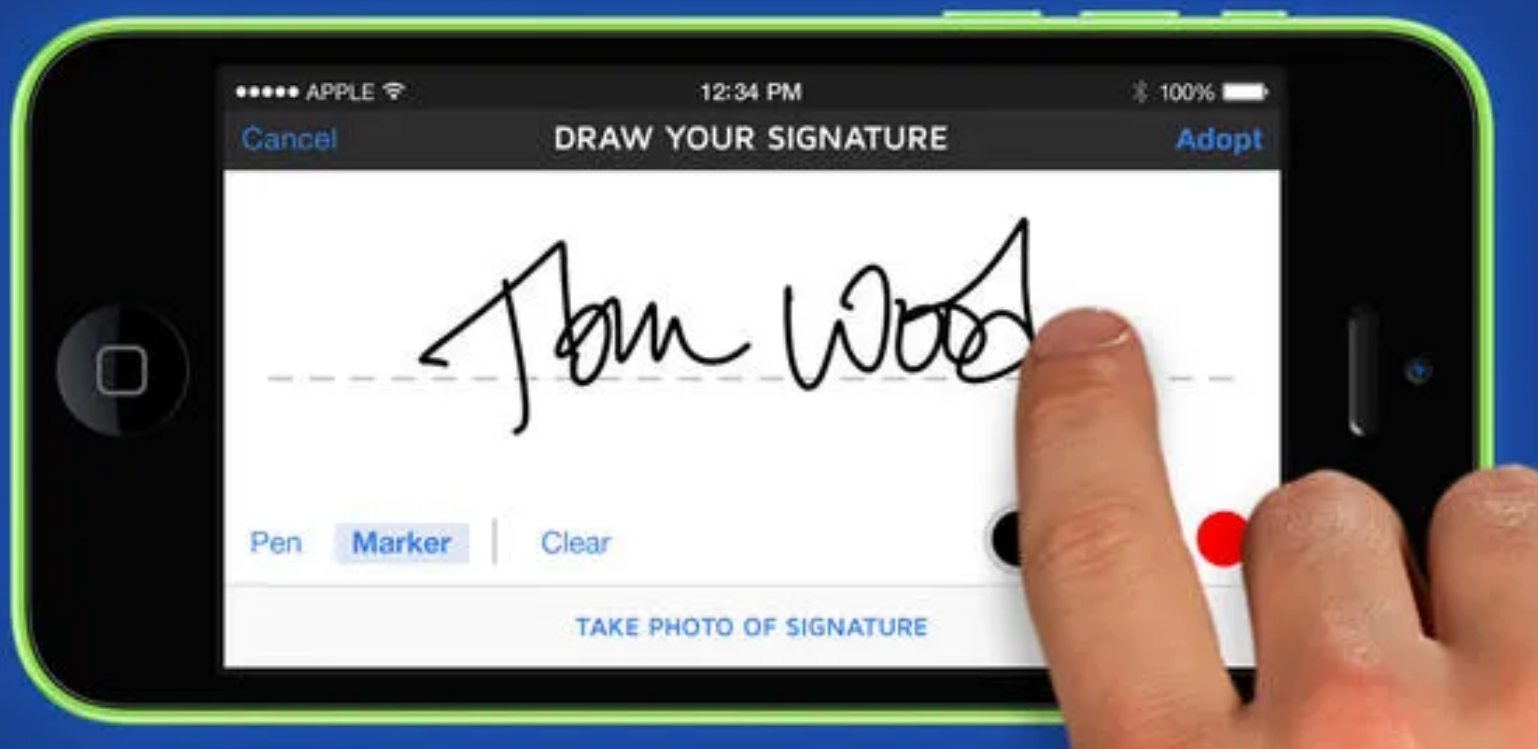 APPLE 12:34 PM 100%
Cancel DRAW YOUR SIGNATURE Adopt
Tom Wood
Pen Marker Clear
TAKE PHOTO OF SIGNATURE